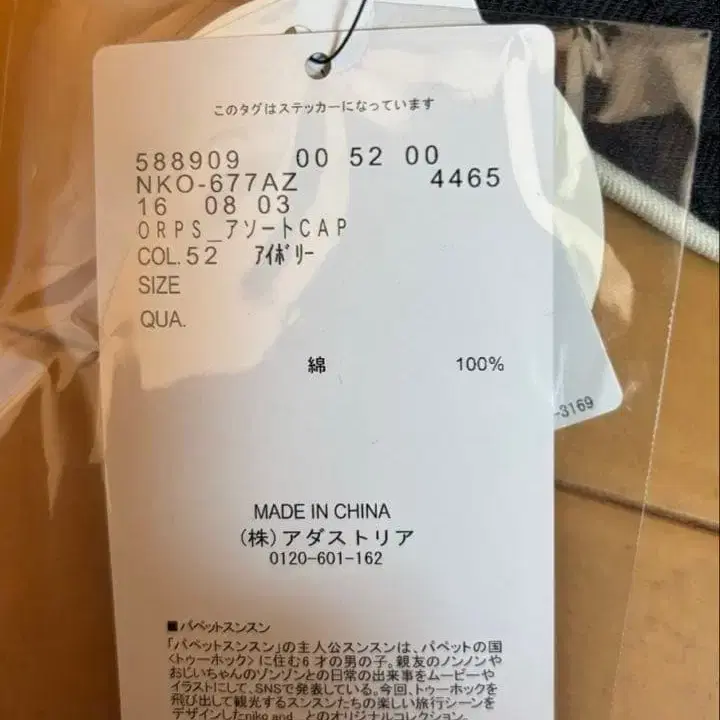 このタグはステッカーになっています
588909 00 52 00
NKO-677AZ 4465
16 08 03
ORPS_アソートCAP
COL.52 ｱｲﾎﾞﾘｰ
SIZE
QUA.
綿 100%
-3169
MADE IN CHINA
(株)アダストリア
0120-601-162
■パペットスンスン
「パペットスンスン」の主人公スンスンは、パペットの国
<トゥーホック>に住む6才の男の子。親友のノンノンや
おじいちゃんのゾンゾンとの日常の出来事をムービーや
イラストにして、SNSで発表している。今回、トゥーホックを
飛び出して観光するスンスンたちの楽しい旅行シーンを
デザインしたniko and ...とのオリジナルコレクション。